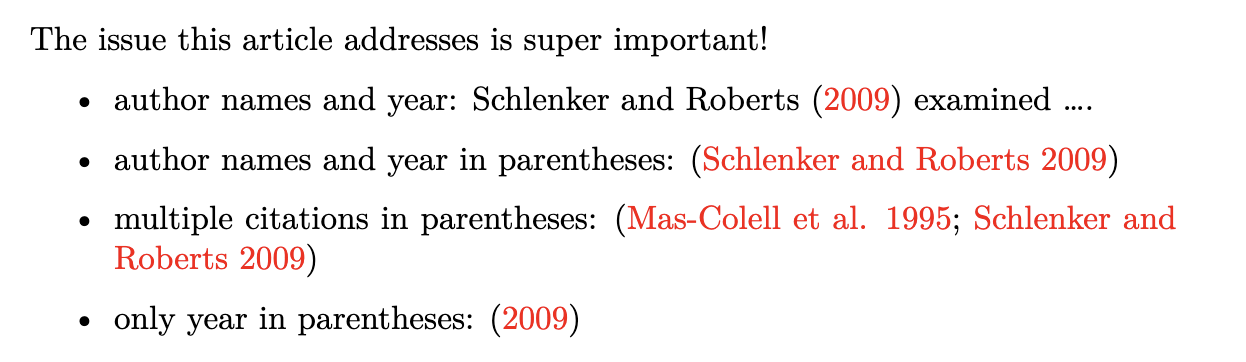 The issue this article addresses is super important!
• author names and year: Schlenker and Roberts (2009) examined ….
• author names and year in parentheses: (Schlenker and Roberts 2009)
• multiple citations in parentheses: (Mas-Colell et al. 1995; Schlenker and
Roberts 2009)
• only year in parentheses: (2009)